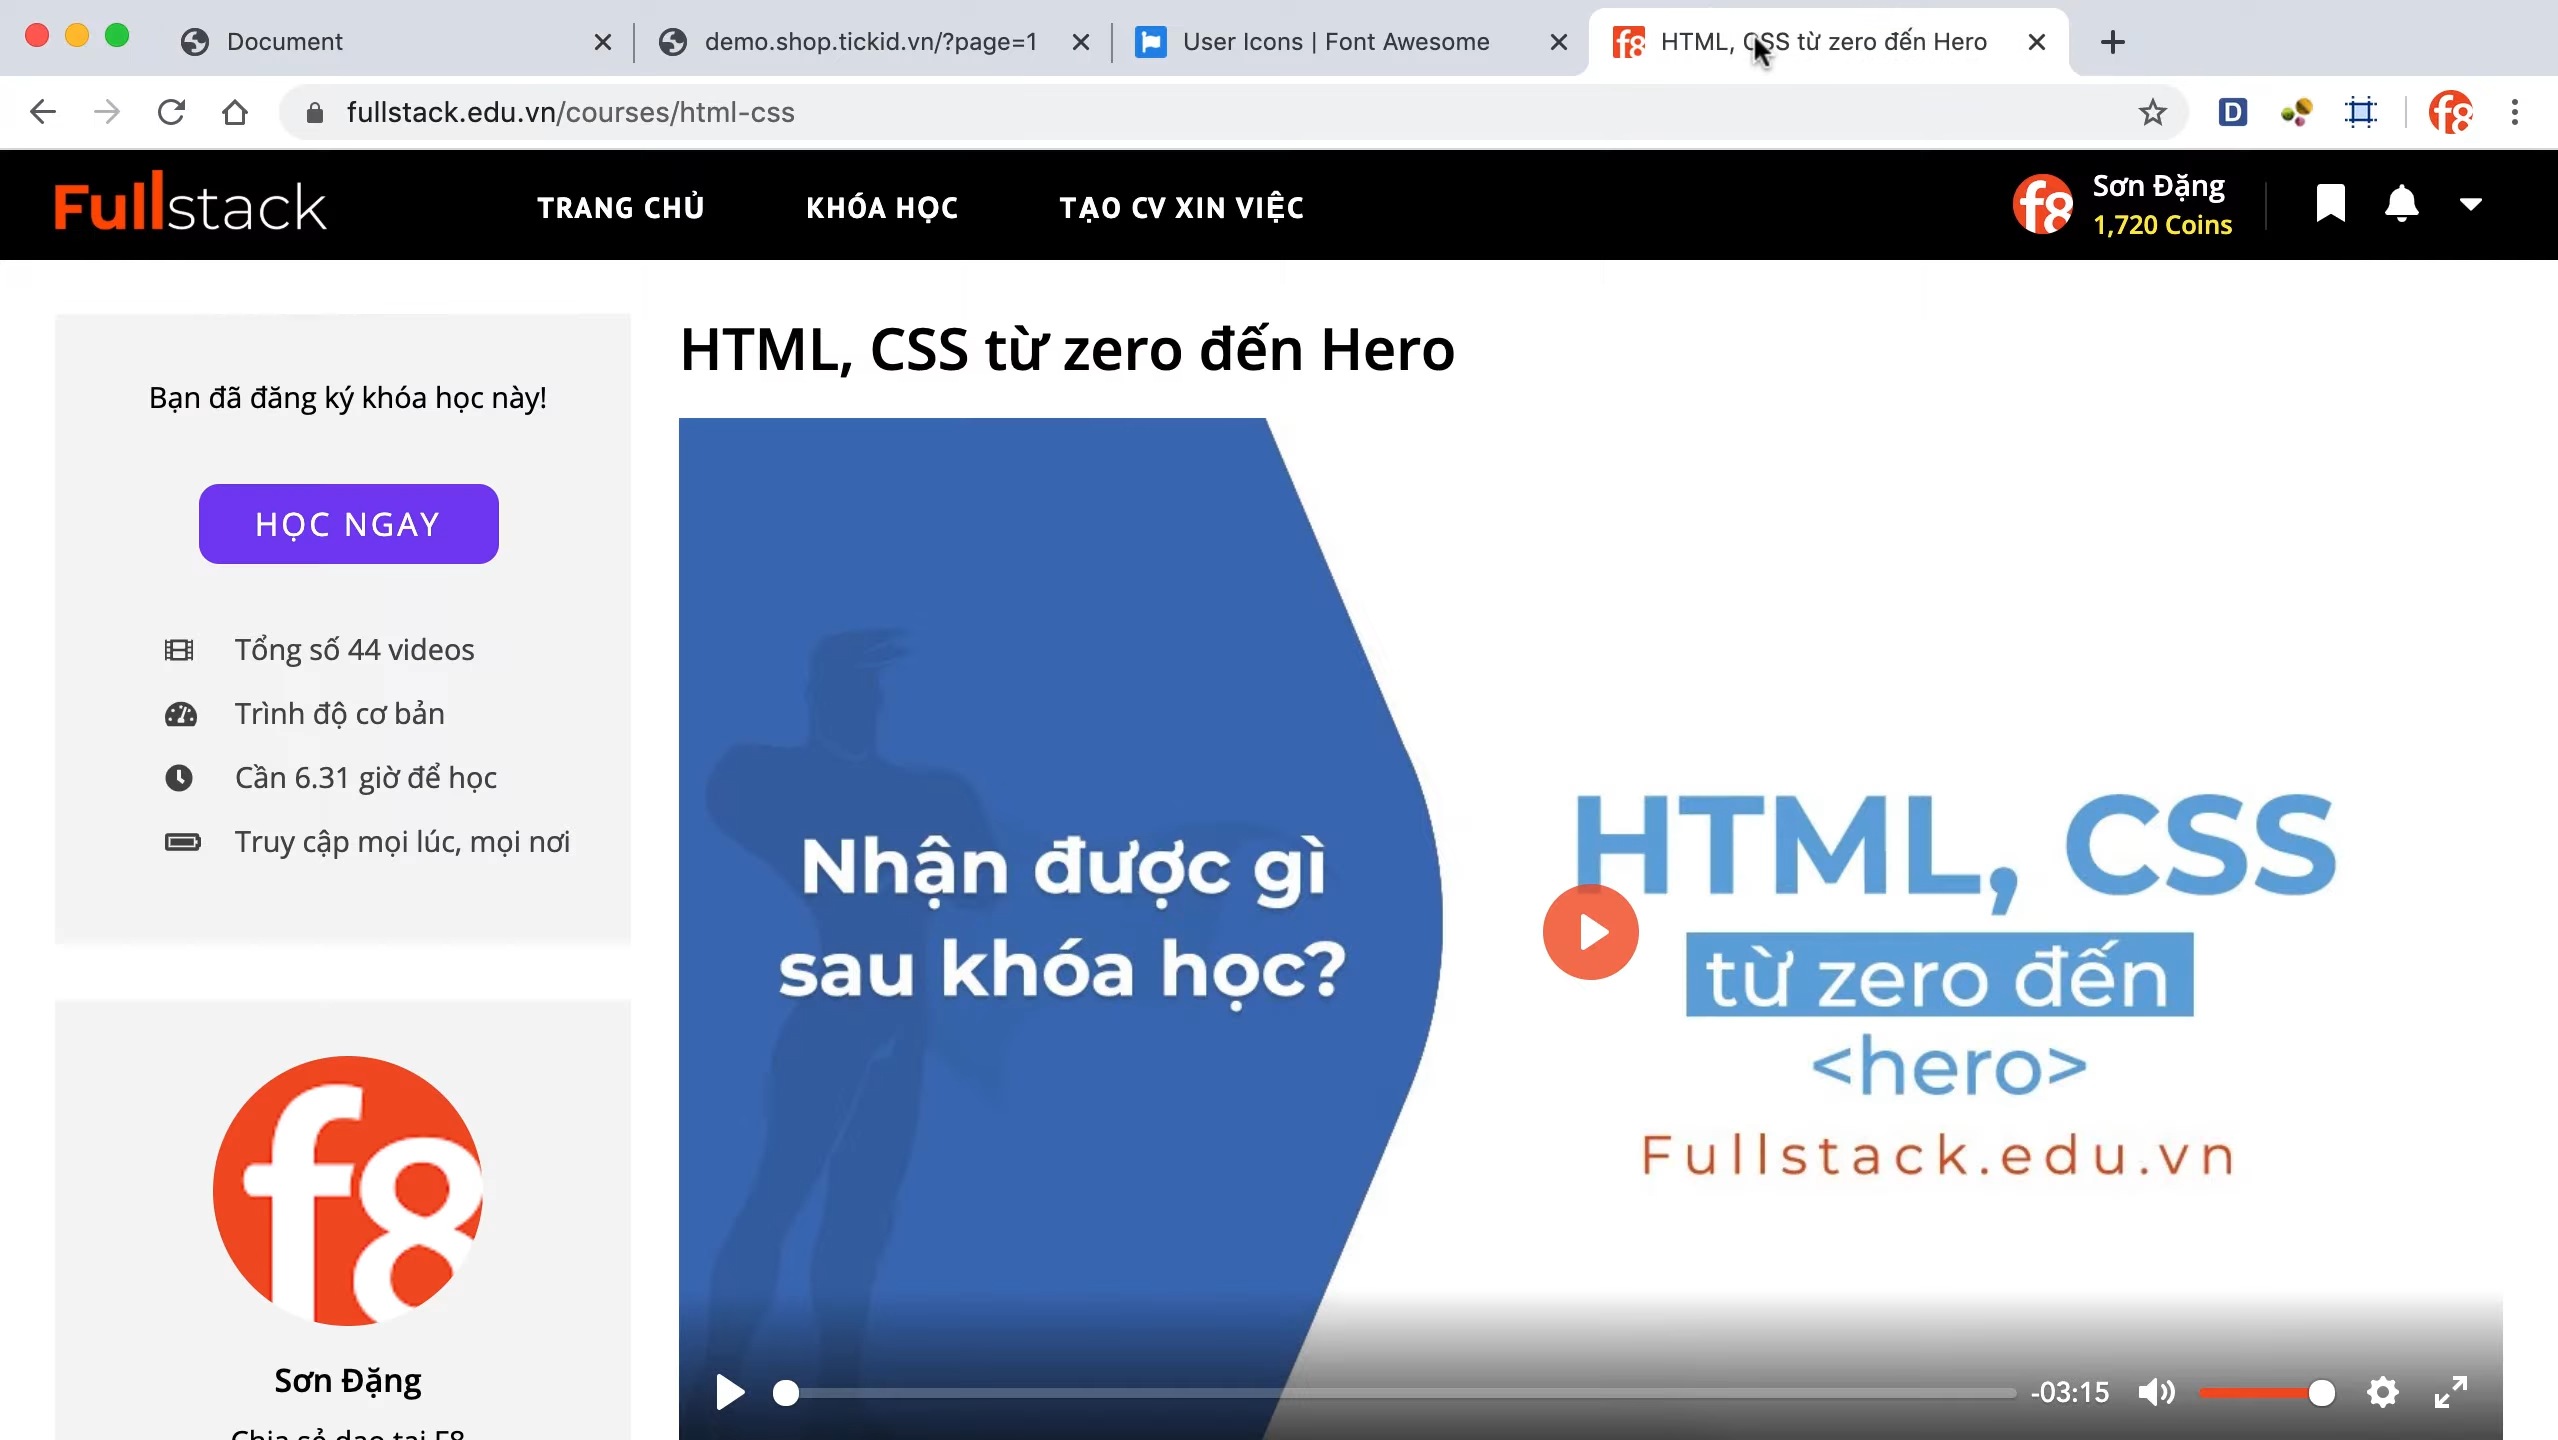 Document
demo.shop.tickid.vn/?page=1
User Icons | Font Awesome
HTML, CSS từ zero đến Hero
fullstack.edu.vn/courses/html-css
D
f8
Fullstack
TRANG CHỦ
KHÓA HỌC
TẠO CV XIN VIỆC
f8
Sơn Đặng
1,720 Coins
Bạn đã đăng ký khóa học này!
HỌC NGAY
Tổng số 44 videos
Trình độ cơ bản
Cần 6.31 giờ để học
Truy cập mọi lúc, mọi nơi
f8
Sơn Đặng
HTML, CSS từ zero đến Hero
Nhận được gì
sau khóa học?
HTML, CSS
từ zero đến
<hero>
Fullstack.edu.vn
-03:15